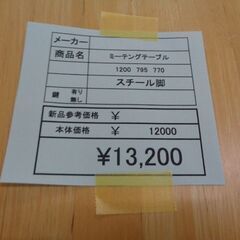 メーカー
商品名 ミーテングテーブル
1200 795 770
スチール脚
鍵 有り 無し
新品参考価格 ¥
本体価格 ¥ 12000
¥13,200